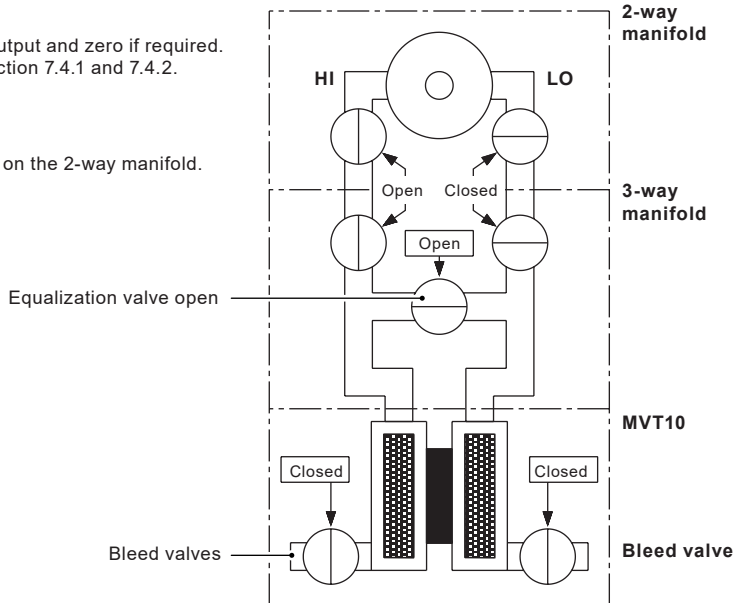 2-way
manifold
utput and zero if required.
ction 7.4.1 and 7.4.2.
HI
LO
on the 2-way manifold.
Open
Closed
3-way
manifold
Open
Equalization valve open
MVT10
Closed
Closed
Bleed valves
Bleed valve